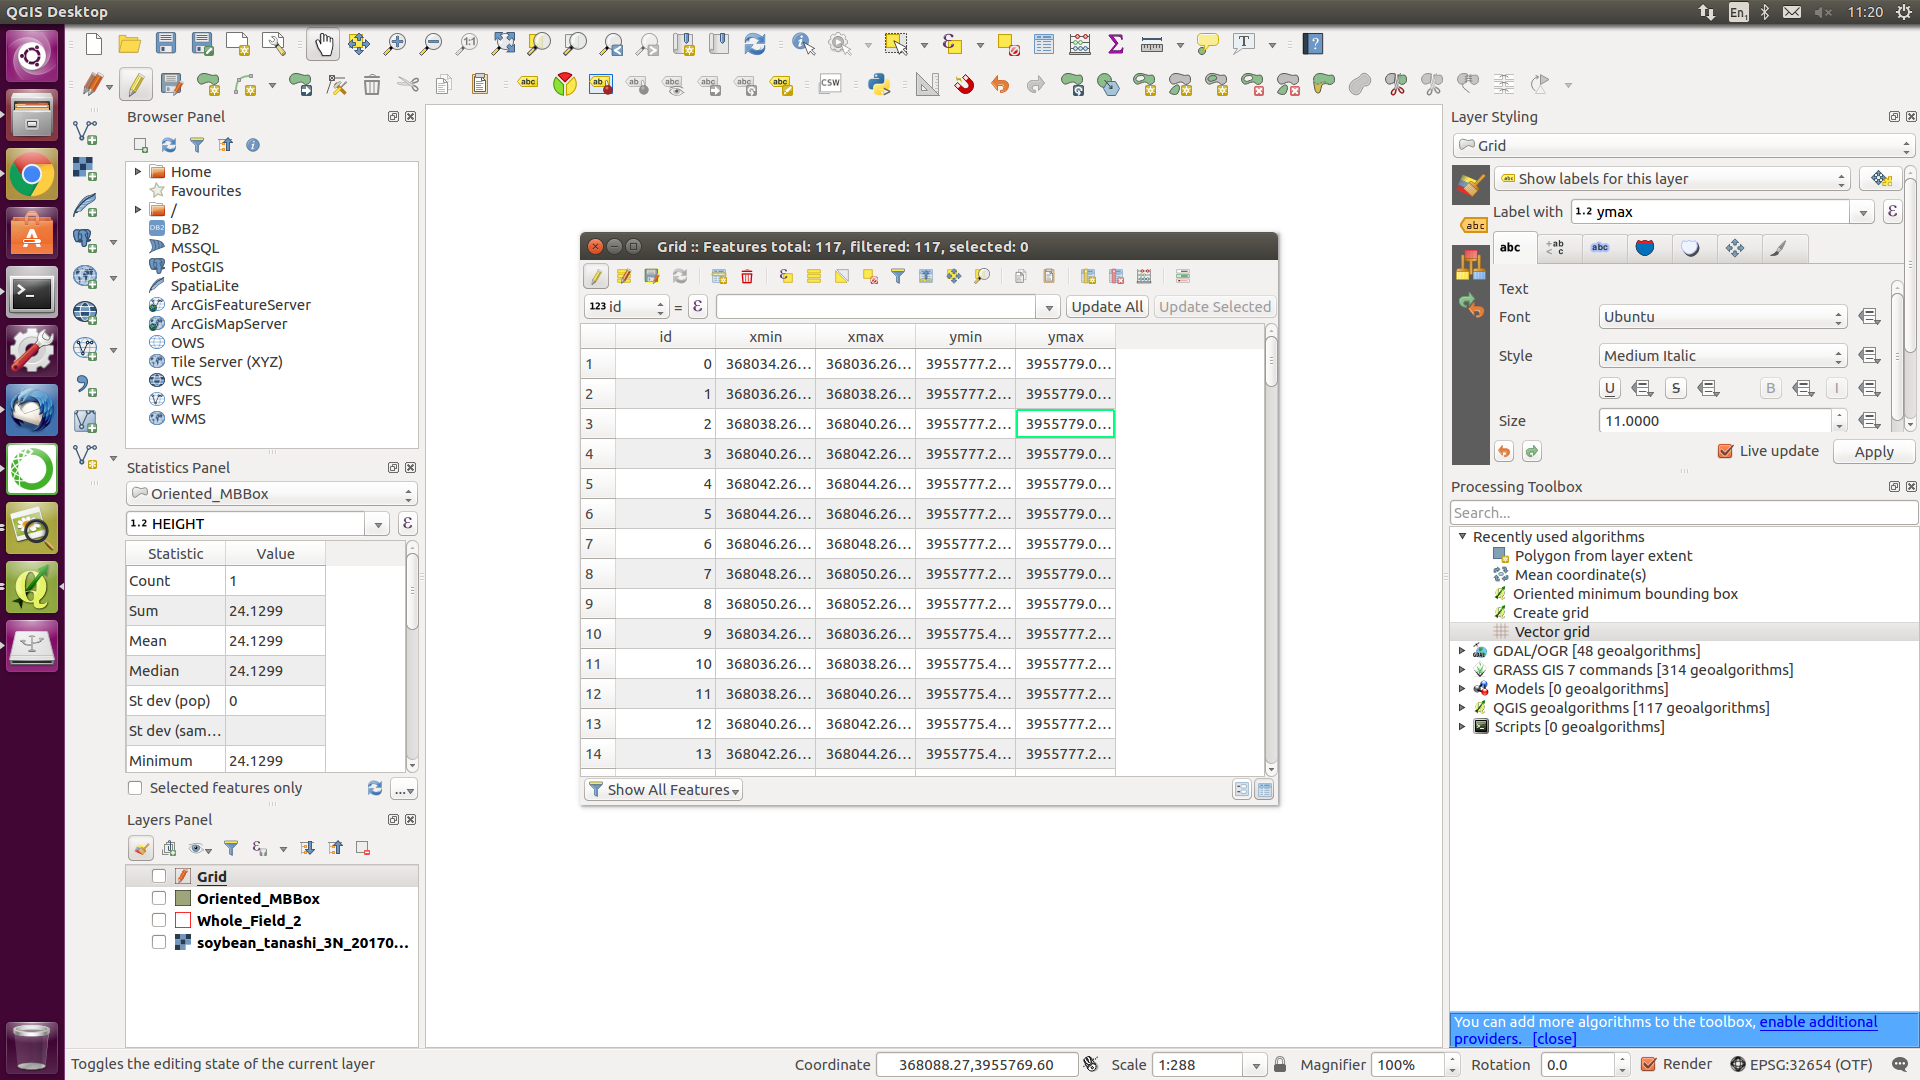 QGIS Desktop
En1
11:20
Browser Panel
Home
Favourites
/
DB2
MSSQL
PostGIS
SpatiaLite
ArcGisFeatureServer
ArcGisMapServer
OWS
Tile Server (XYZ)
WCS
WFS
WMS
Statistics Panel
Oriented_MBBox
1.2 HEIGHT
Statistic Value
Count 1
Sum 24.1299
Mean 24.1299
Median 24.1299
St dev (pop) 0
St dev (sam...
Minimum 24.1299
Selected features only
Layers Panel
Grid
Oriented_MBBox
Whole_Field_2
soybean_tanashi_3N_20170...
Grid :: Features total: 117, filtered: 117, selected: 0
123 id = ε Update All Update Selected
id xmin xmax ymin ymax
1 0 368034.26... 368036.26... 3955777.2... 3955779.0...
2 1 368036.26... 368038.26... 3955777.2... 3955779.0...
3 2 368038.26... 368040.26... 3955777.2... 3955779.0...
4 3 368040.26... 368042.26... 3955777.2... 3955779.0...
5 4 368042.26... 368044.26... 3955777.2... 3955779.0...
6 5 368044.26... 368046.26... 3955777.2... 3955779.0...
7 6 368046.26... 368048.26... 3955777.2... 3955779.0...
8 7 368048.26... 368050.26... 3955777.2... 3955779.0...
9 8 368050.26... 368052.26... 3955777.2... 3955779.0...
10 9 368034.26... 368036.26... 3955775.4... 3955777.2...
11 10 368036.26... 368038.26... 3955775.4... 3955777.2...
12 11 368038.26... 368040.26... 3955775.4... 3955777.2...
13 12 368040.26... 368042.26... 3955775.4... 3955777.2...
14 13 368042.26... 368044.26... 3955775.4... 3955777.2...
Show All Features
Layer Styling
Grid
Show labels for this layer
Label with 1.2 ymax
Text
Font Ubuntu
Style Medium Italic
U S B I
Size 11.0000
Live update Apply
Processing Toolbox
Search...
Recently used algorithms
Polygon from layer extent
Mean coordinate(s)
Oriented minimum bounding box
Create grid
Vector grid
GDAL/OGR [48 geoalgorithms]
GRASS GIS 7 commands [314 geoalgorithms]
Models [0 geoalgorithms]
QGIS geoalgorithms [117 geoalgorithms]
Scripts [0 geoalgorithms]
You can add more algorithms to the toolbox, enable additional
providers. [close]
Toggles the editing state of the current layer
Coordinate 368088.27,3955769.60 Scale 1:288 Magnifier 100% Rotation 0.0 Render EPSG:32654 (OTF)